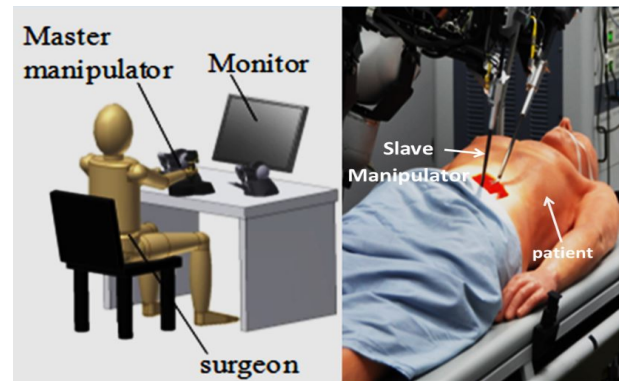 Master
manipulator
Monitor
surgeon
Slave
Manipulator
patient